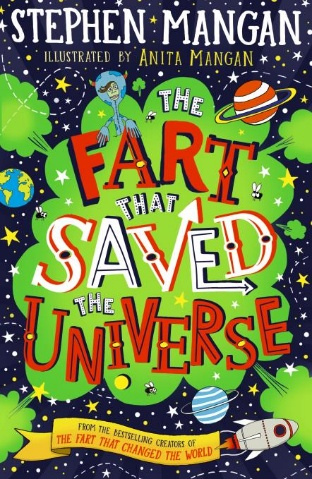 STEPHEN MANGAN
ILLUSTRATED BY ANITA MANGAN
THE
FART
THAT
SAVED
THE
UNIVERSE
FROM THE BESTSELLING CREATORS OF
THE FART THAT CHANGED THE WORLD